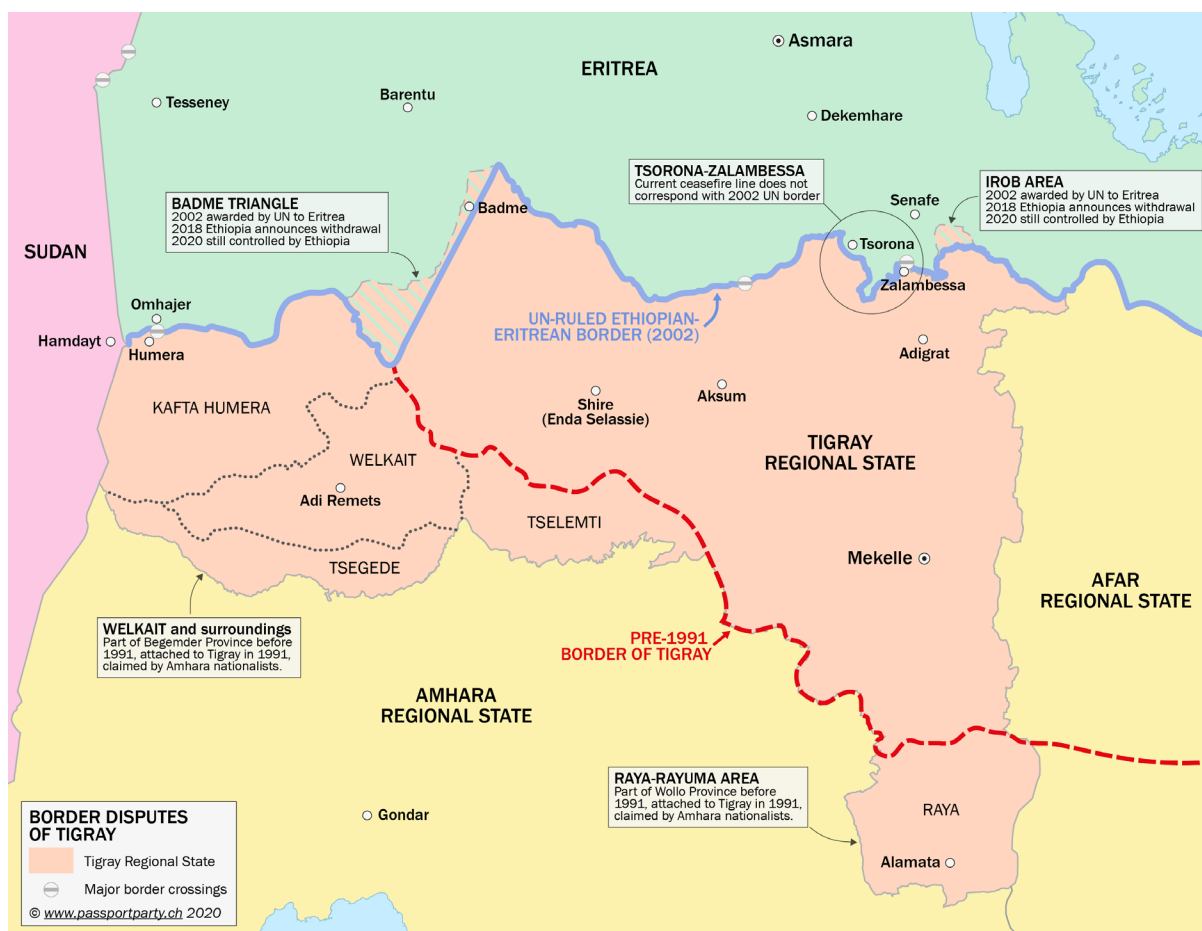 Asmara
ERITREA
Barentu
Tesseney
Dekemhare
TSORONA-ZALAMBESSA
Current ceasefire line does not
correspond with 2002 UN border
IROB AREA
2002 awarded by UN to Eritrea
2018 Ethiopia announces withdrawal
2020 still controlled by Ethiopia
BADME TRIANGLE
2002 awarded by UN to Eritrea
2018 Ethiopia announces withdrawal
2020 still controlled by Ethiopia
Badme
Senafe
SUDAN
Tsorona
Zalambessa
Omhajer
UN-RULED ETHIOPIAN-
ERITREAN BORDER (2002)
Hamdayt
Humera
Adigrat
KAFTA HUMERA
Shire
(Enda Selassie)
Aksum
TIGRAY
REGIONAL STATE
WELKAIT
Adi Remets
TSELEMTI
TSEGEDE
Mekelle
AFAR
REGIONAL STATE
WELKAIT and surroundings
Part of Begemder Province before
1991, attached to Tigray in 1991,
claimed by Amhara nationalists.
PRE-1991
BORDER OF TIGRAY
AMHARA
REGIONAL STATE
RAYA-RAYUMA AREA
Part of Wollo Province before
1991, attached to Tigray in 1991,
claimed by Amhara nationalists.
RAYA
Gondar
Alamata
BORDER DISPUTES
OF TIGRAY
Tigray Regional State
Major border crossings
© www.passportparty.ch 2020